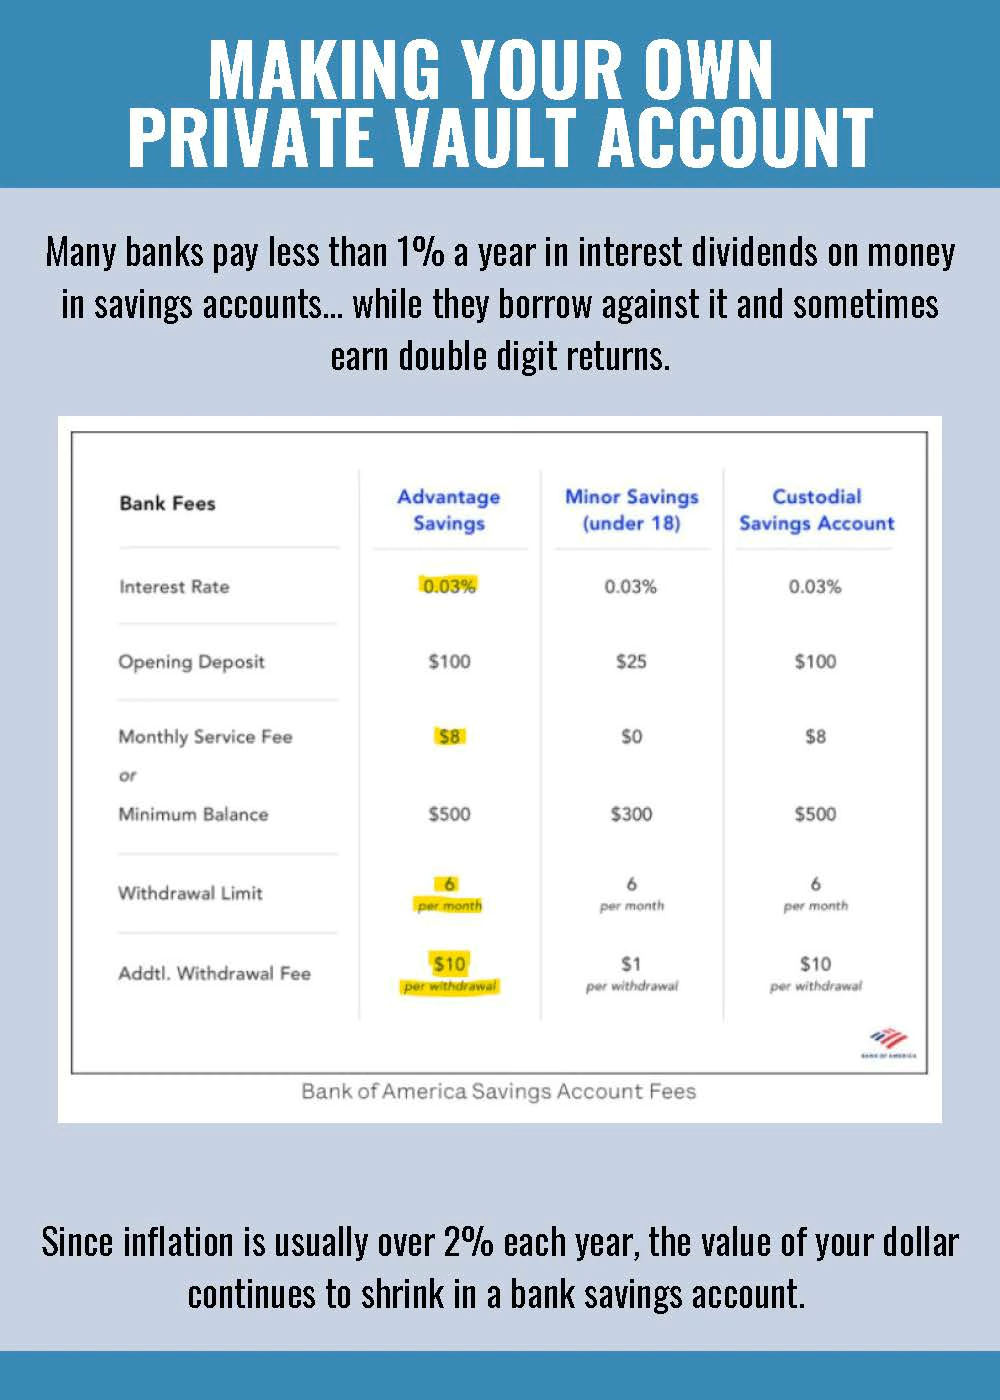 MAKING YOUR OWN
PRIVATE VAULT ACCOUNT
Many banks pay less than 1% a year in interest dividends on money
in savings accounts... while they borrow against it and sometimes
earn double digit returns.
Bank Fees
Advantage
Savings
Minor Savings
(under 18)
Custodial
Savings Account
Interest Rate 0.03% 0.03% 0.03%
Opening Deposit $100 $25 $100
Monthly Service Fee $8 $0 $8
or
Minimum Balance $500 $300 $500
Withdrawal Limit
6
per month
6
per month
6
per month
Addtl. Withdrawal Fee
$10
per withdrawal
$1
per withdrawal
$10
per withdrawal
BANK OF AMERICA
Bank of America Savings Account Fees
Since inflation is usually over 2% each year, the value of your dollar
continues to shrink in a bank savings account.